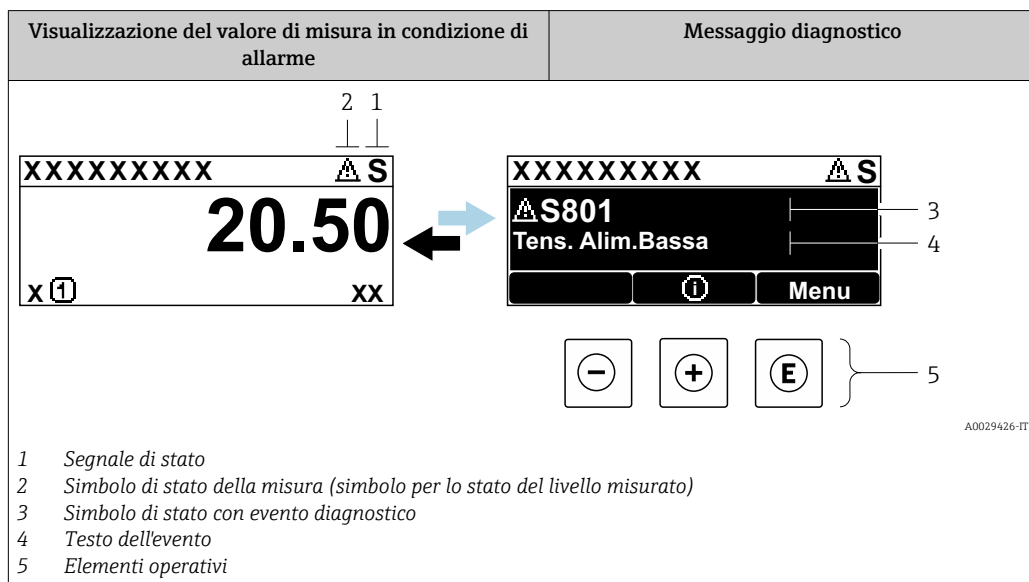 Visualizzazione del valore di misura in condizione di
allarme
Messaggio diagnostico
2 1
XXXXXXXXX ⚠ S
20.50
X 1 XX
XXXXXXXXX ⚠ S
⚠S801
Tens. Alim.Bassa
i Menu
3
4
- + E
5
A0029426-IT
1 Segnale di stato
2 Simbolo di stato della misura (simbolo per lo stato del livello misurato)
3 Simbolo di stato con evento diagnostico
4 Testo dell'evento
5 Elementi operativi